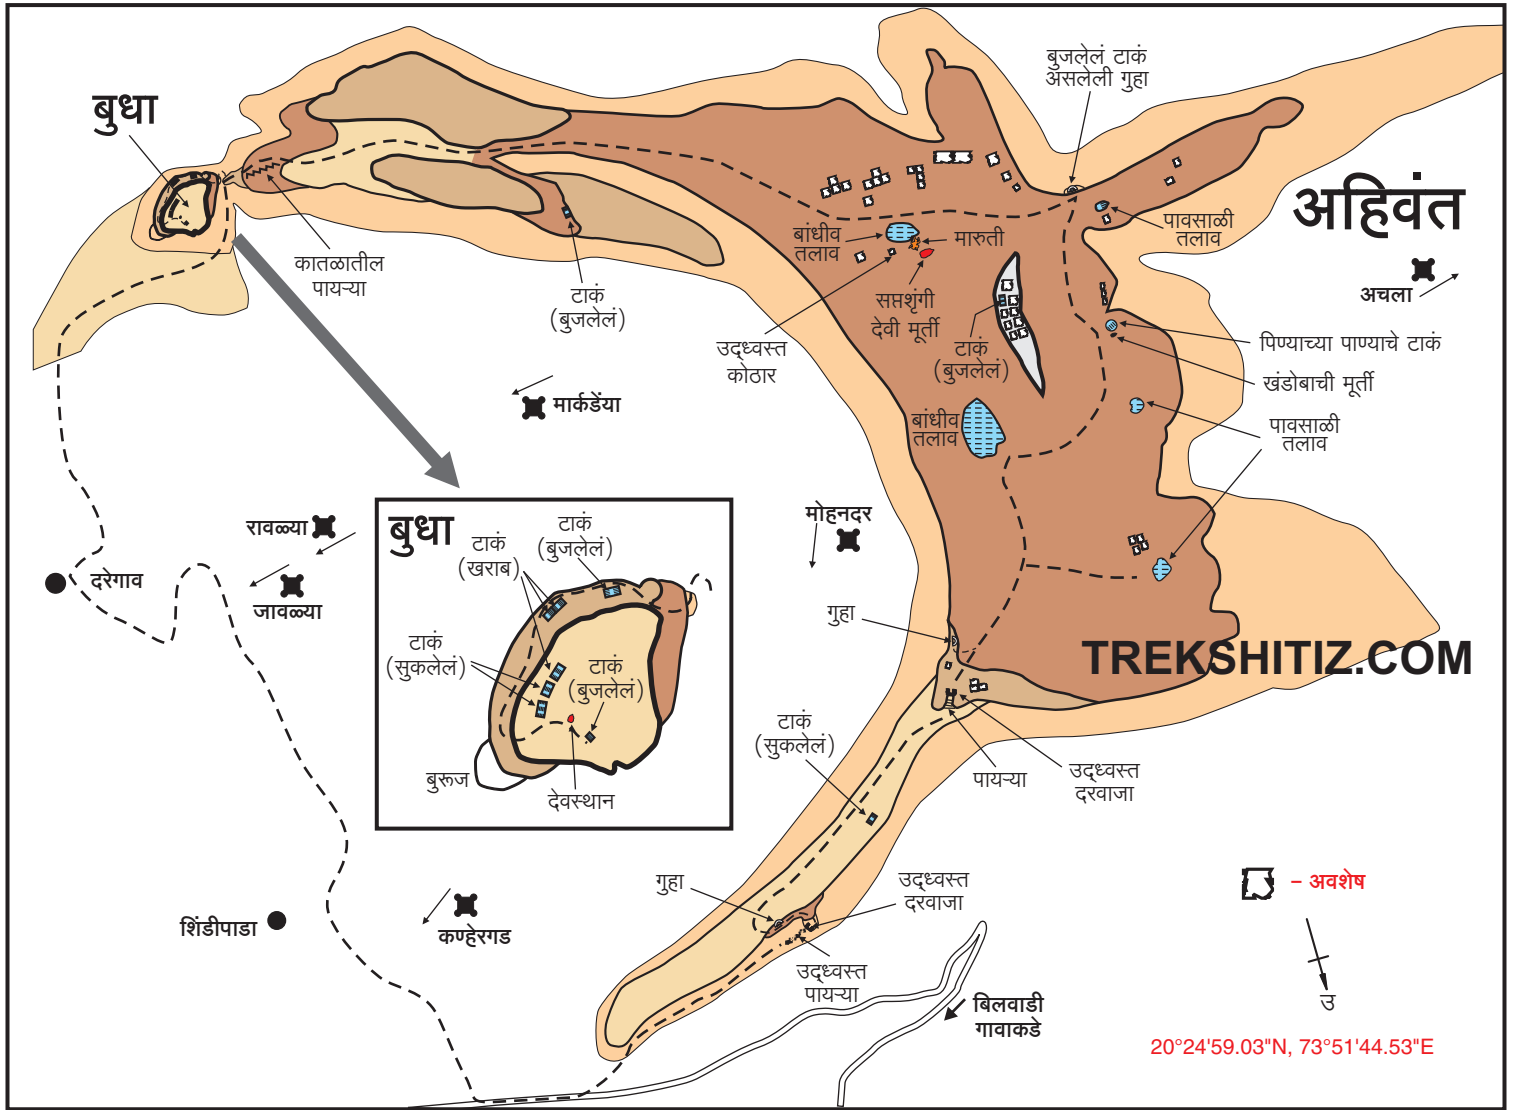 बुजलेलं टाकं
असलेली गुहा
बुधा
अहिवंत
पावसाळी
तलाव
बांधीव
तलाव
मारुती
कातळातील
पायऱ्या
टाकं
(बुजलेलं)
सप्तशृंगी
देवी मूर्ती
अचला
उद्ध्वस्त
कोठार
टाकं
(बुजलेलं)
पिण्याच्या पाण्याचे टाकं
खंडोबाची मूर्ती
मार्कडेंया
बांधीव
तलाव
पावसाळी
तलाव
रावळ्या
जावळ्या
दरेगाव
मोहनदर
बुधा
टाकं
(खराब)
टाकं
(बुजलेलं)
टाकं
(सुकलेलं)
टाकं
(बुजलेलं)
बुरूज
देवस्थान
गुहा
TREKSHITIZ.COM
टाकं
(सुकलेलं)
पायऱ्या
उद्ध्वस्त
दरवाजा
गुहा
उद्ध्वस्त
दरवाजा
– अवशेष
शिंडीपाडा
कण्हेरगड
उद्ध्वस्त
पायऱ्या
बिलवाडी
गावाकडे
उ
20°24'59.03"N, 73°51'44.53"E